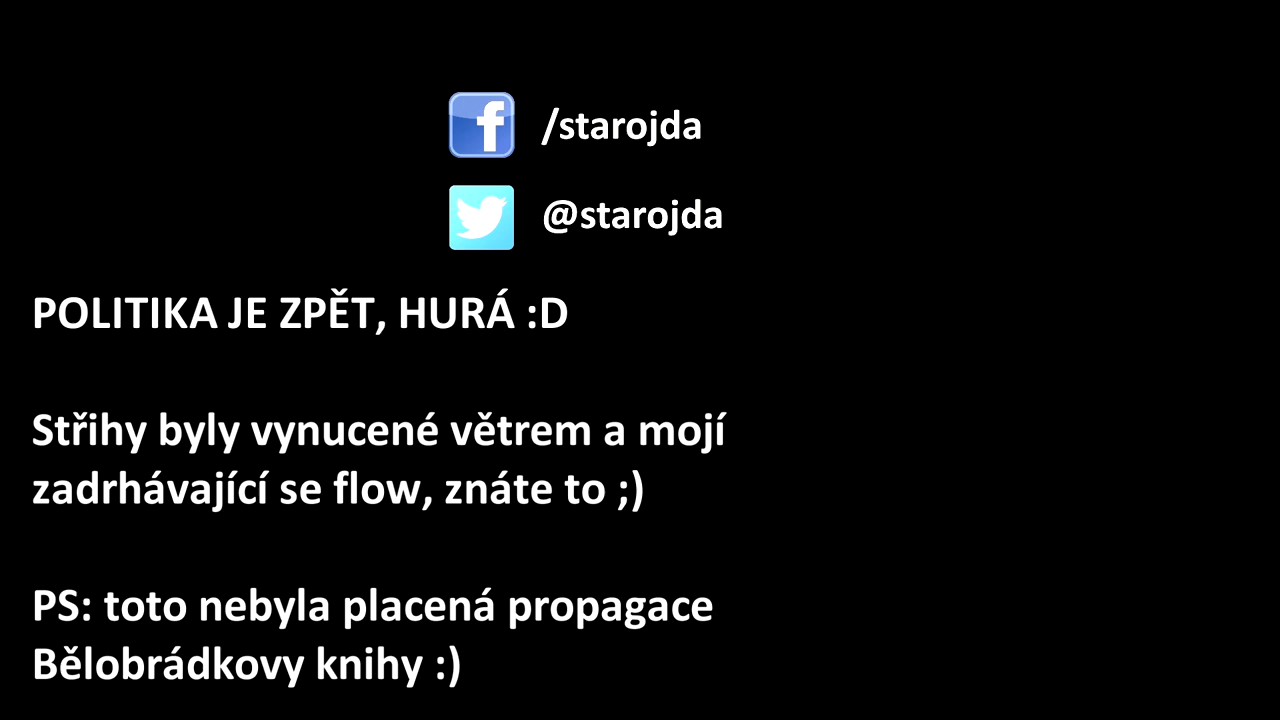 /starojda
@starojda
POLITIKA JE ZPĚT, HURÁ :D
Střihy byly vynucené větrem a mojí
zadrhávající se flow, znáte to ;)
PS: toto nebyla placená propagace
Bělobrádkovy knihy :)